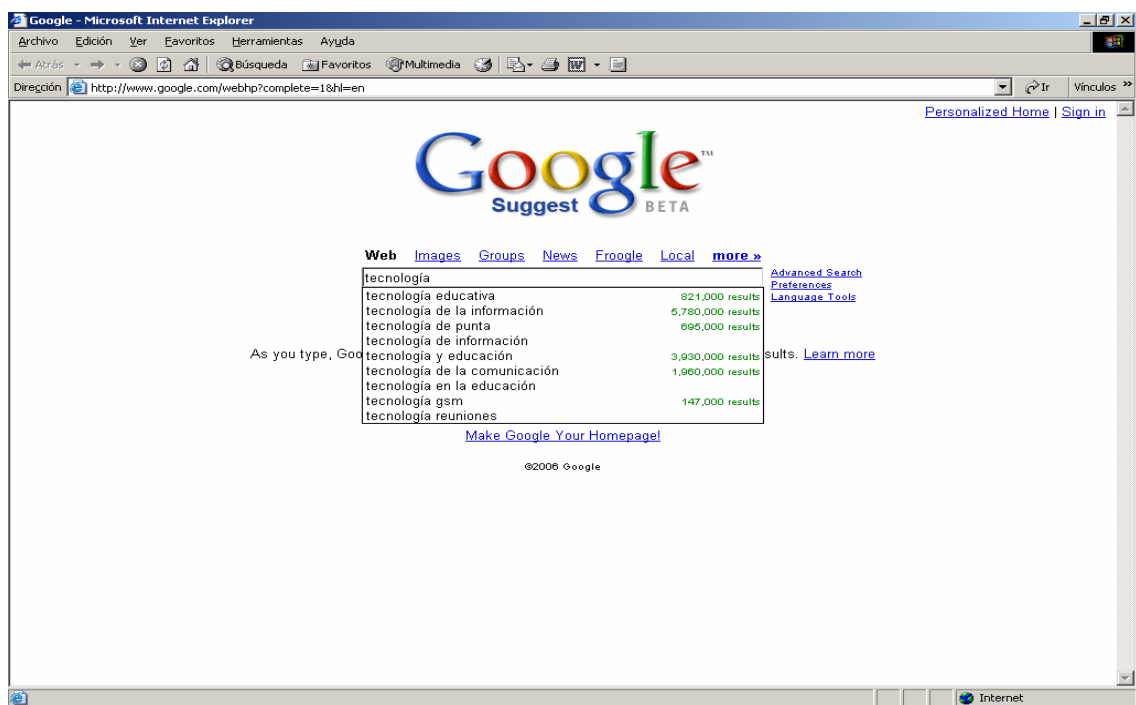 Google - Microsoft Internet Explorer
Archivo Edición Ver Favoritos Herramientas Ayuda
Atrás Búsqueda Favoritos Multimedia
Dirección http://www.google.com/webhp?complete=1&hl=en Ir Vínculos »
Personalized Home | Sign in
Google™
Suggest BETA
Web Images Groups News Froogle Local more »
tecnología
Advanced Search
Preferences
Language Tools
tecnología educativa 821,000 results
tecnología de la información 5,780,000 results
tecnología de punta 695,000 results
tecnología de información
tecnología y educación 3,930,000 results
tecnología de la comunicación 1,960,000 results
tecnología en la educación
tecnología gsm 147,000 results
tecnología reuniones
As you type, Goo sults. Learn more
Make Google Your Homepage!
©2006 Google
Internet